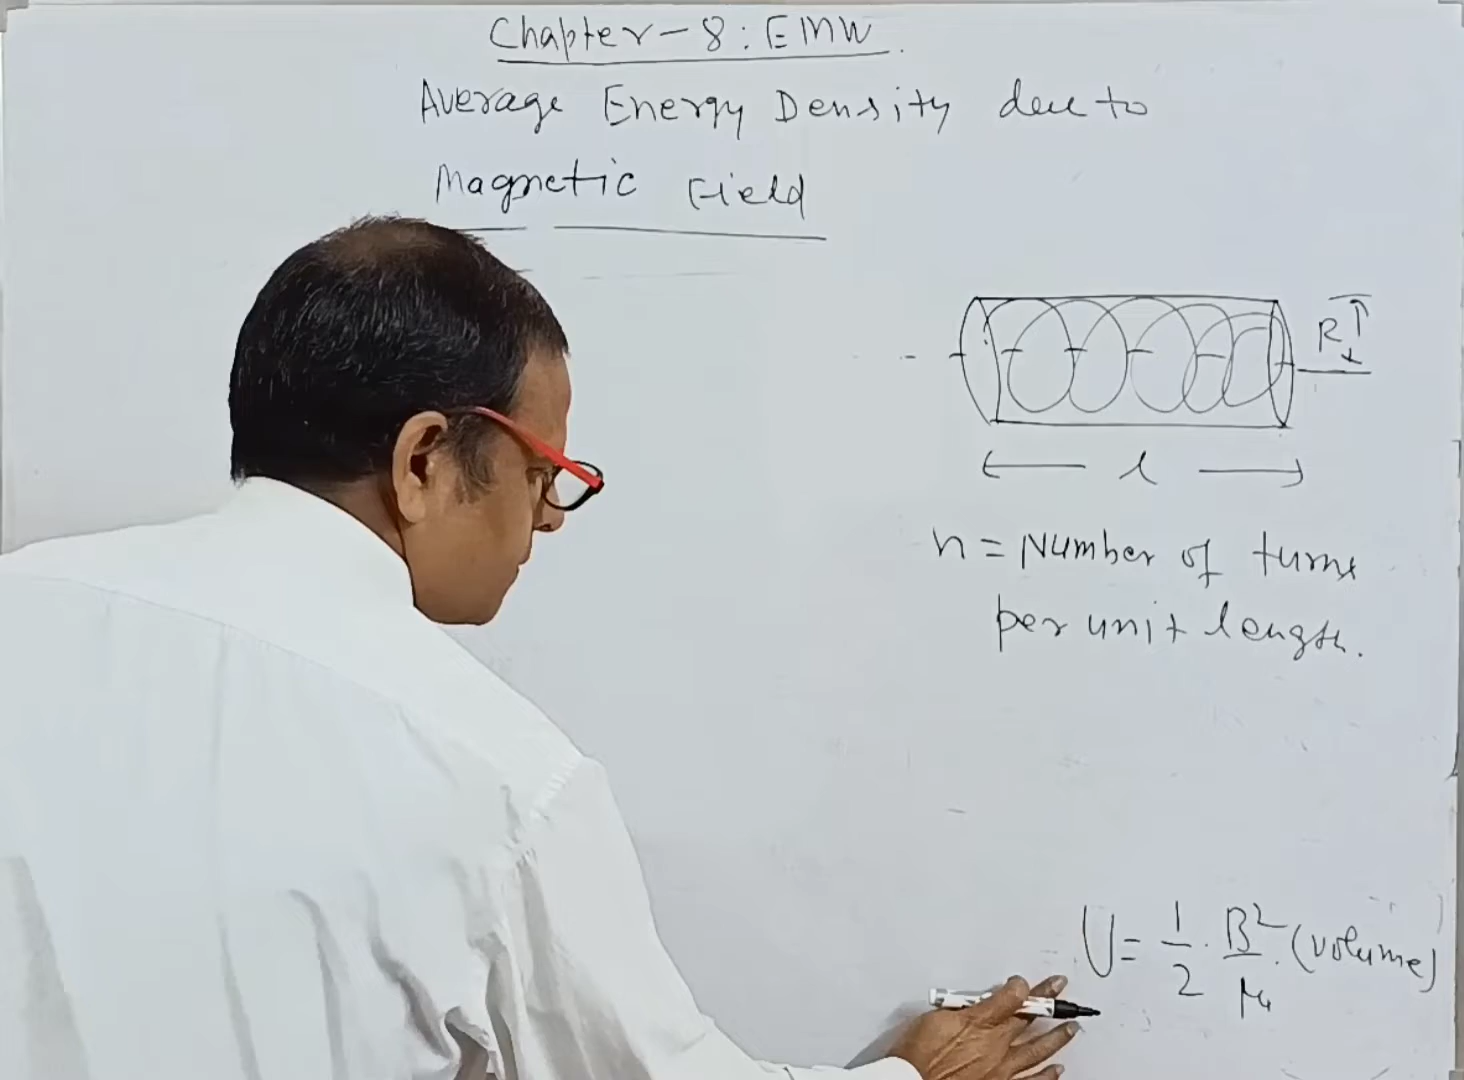 Chapter-8: EMW.
Average Energy Density due to
Magnetic Field
R
l
n = Number of turns
per unit length.
U = 1/2 . B²/μ₀ . (volume)